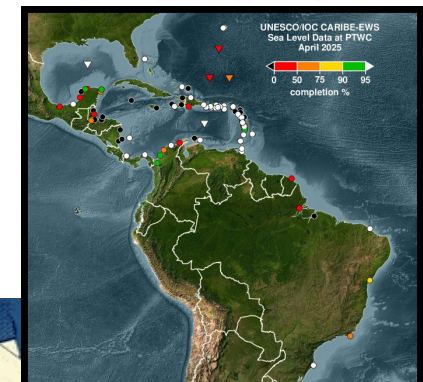 UNESCO/IOC CARIBE-EWS
Sea Level Data at PTWC
April 2025
0 50 75 90 95
completion %